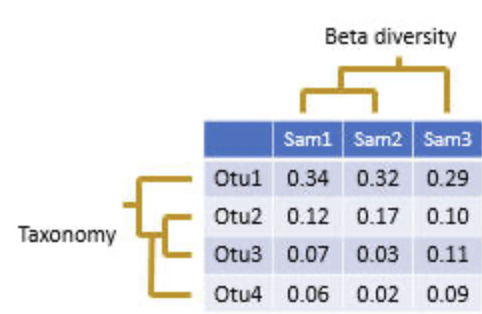 Beta diversity
Sam1 Sam2 Sam3
Otu1 0.34 0.32 0.29
Otu2 0.12 0.17 0.10
Taxonomy
Otu3 0.07 0.03 0.11
Otu4 0.06 0.02 0.09